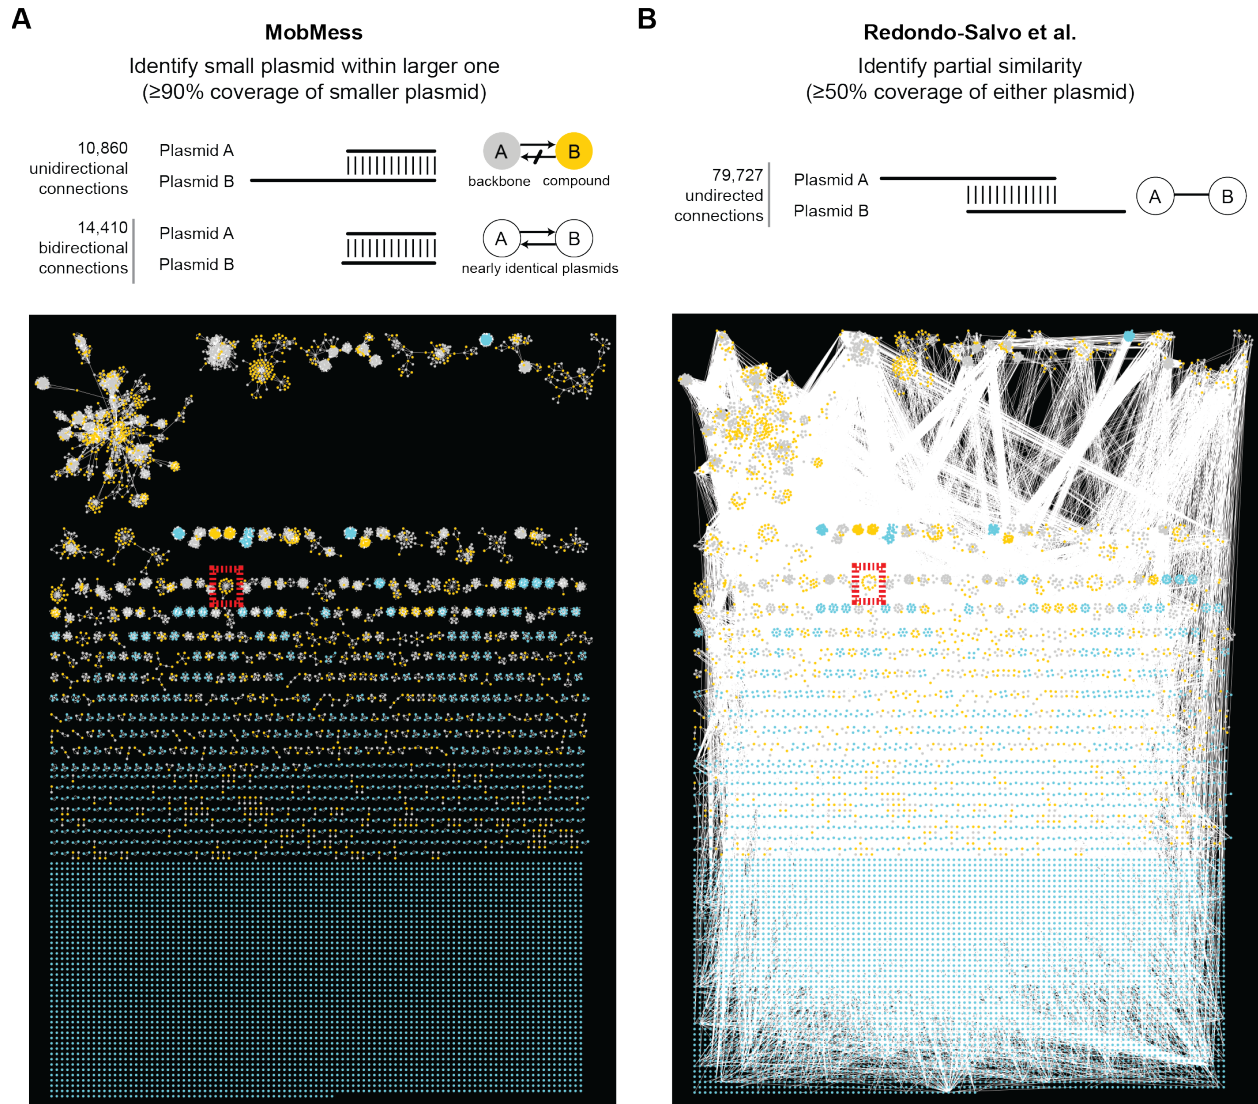 A
MobMess
Identify small plasmid within larger one
(≥90% coverage of smaller plasmid)
10,860
unidirectional
connections
Plasmid A
Plasmid B
A
B
backbone
compound
14,410
bidirectional
connections
Plasmid A
Plasmid B
A
B
nearly identical plasmids
B
Redondo-Salvo et al.
Identify partial similarity
(≥50% coverage of either plasmid)
79,727
undirected
connections
Plasmid A
Plasmid B
A
B